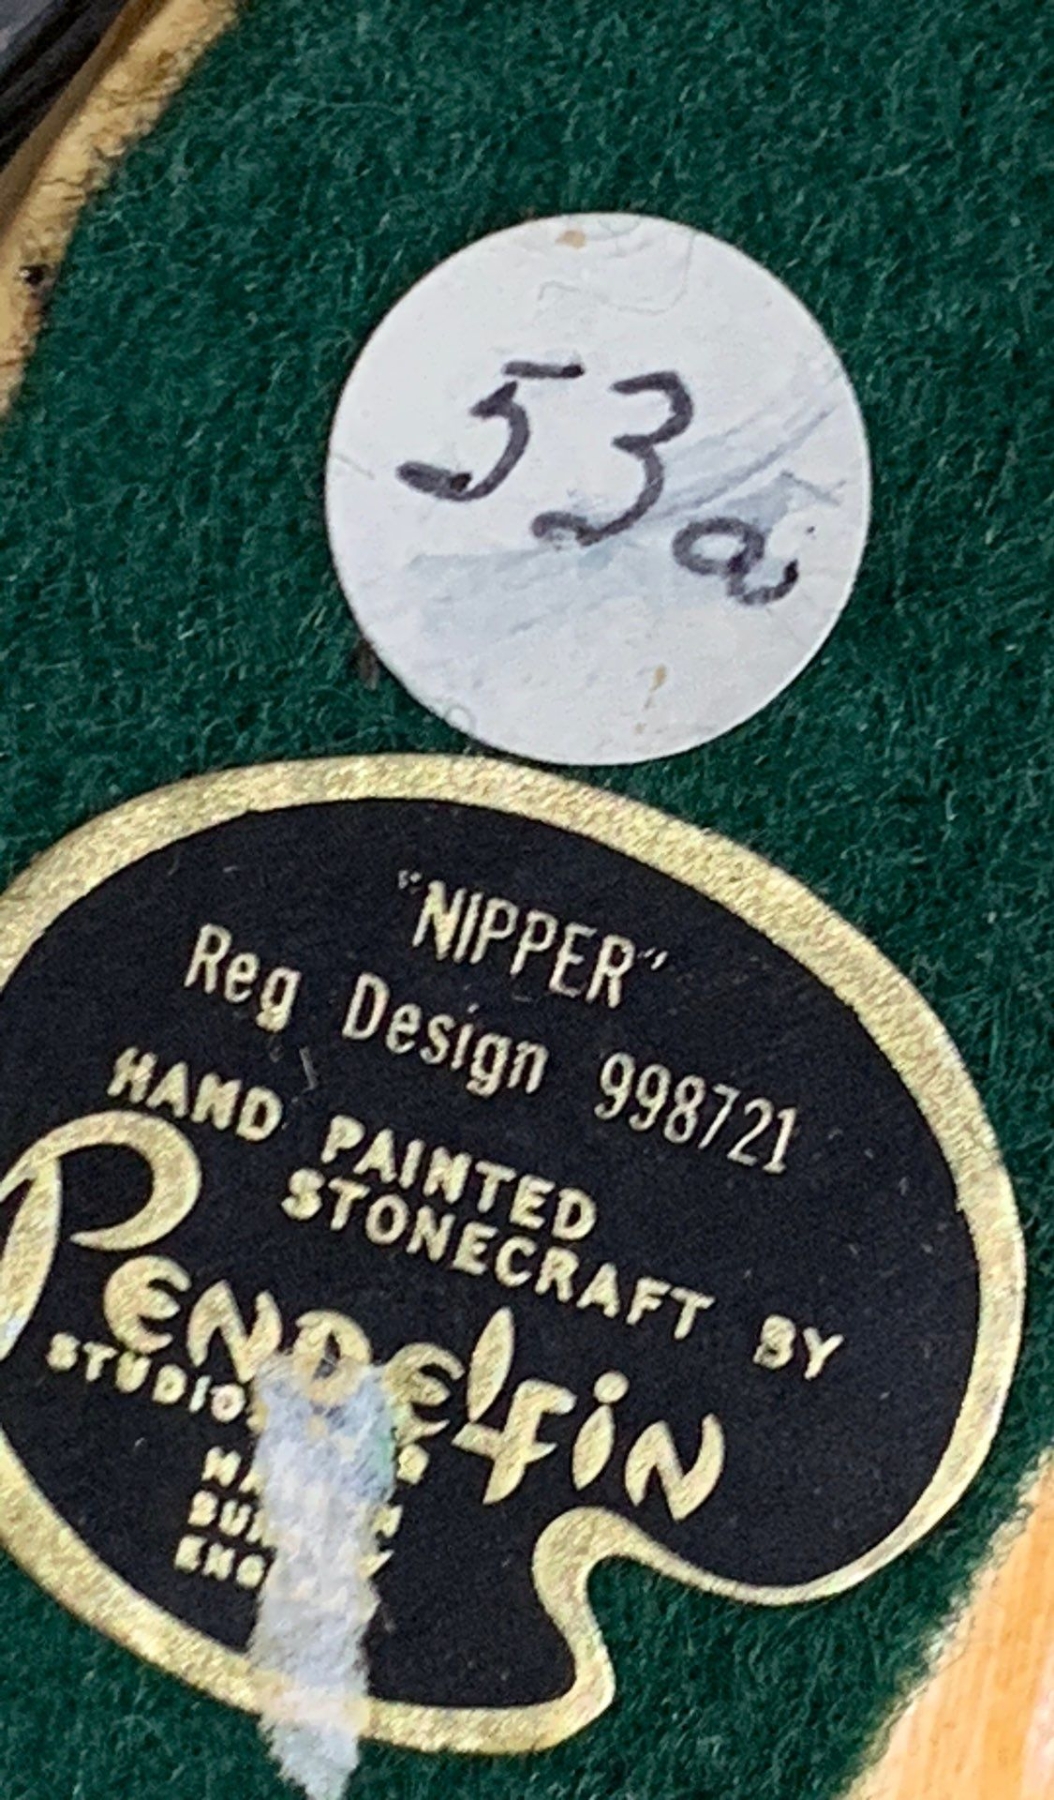 53a
"NIPPER"
Reg Design 998721
HAND PAINTED
STONECRAFT BY
PENDELFIN